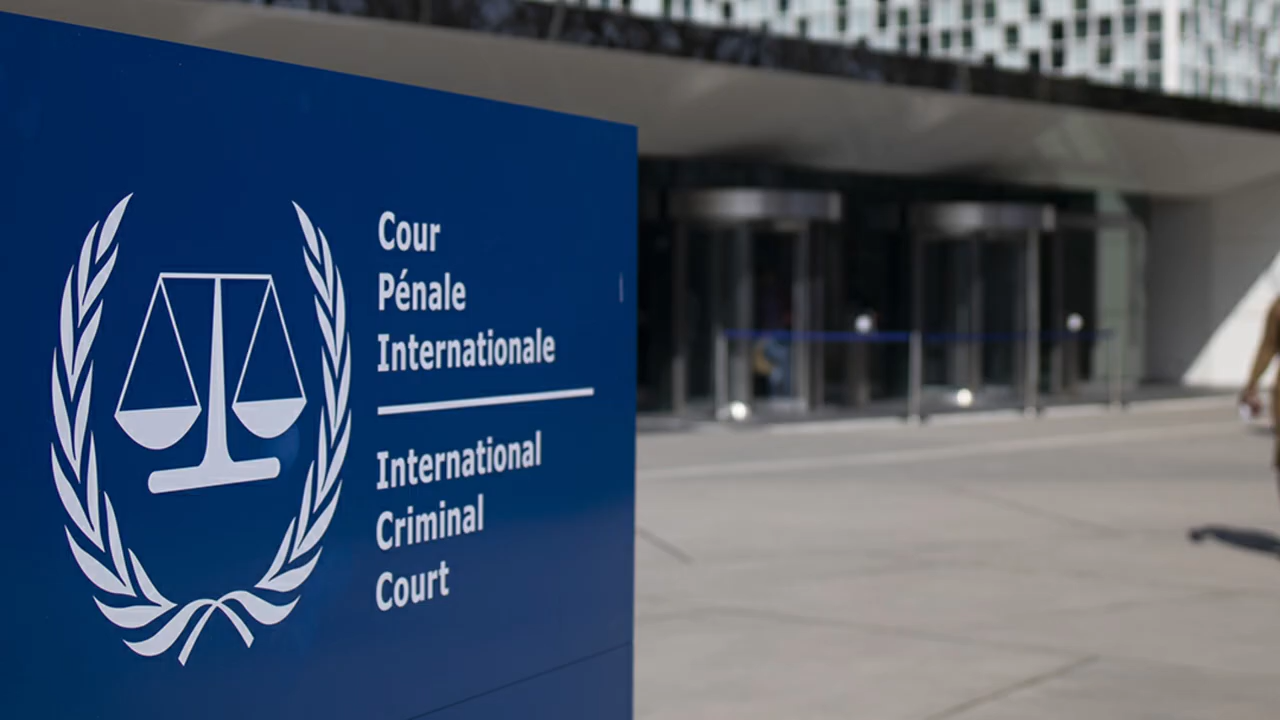 Cour
Pénale
Internationale
International
Criminal
Court